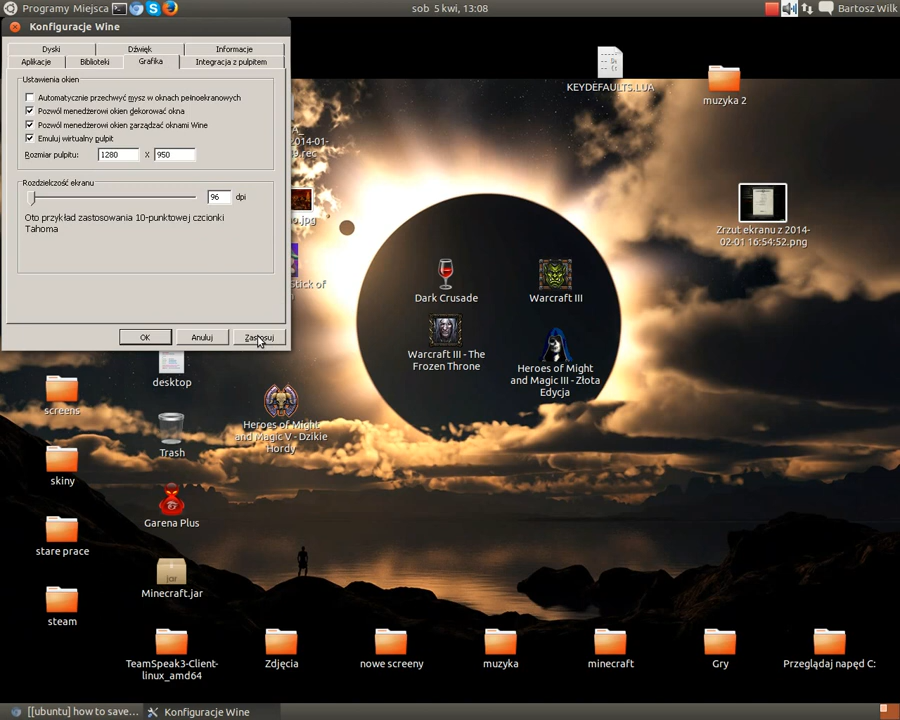 Programy Miejsca
sob 5 kwi, 13:08
Bartosz Wilk
Konfiguracje Wine
Dyski
Dźwięk
Informacje
Aplikacje
Biblioteki
Grafika
Integracja z pulpitem
Ustawienia okien
Automatycznie przechwyć mysz w oknach pełnoekranowych
Pozwól menedżerowi okien dekorować okna
Pozwól menedżerowi okien zarządzać oknami Wine
Emuluj wirtualny pulpit
Rozmiar pulpitu: 1280 X 950
Rozdzielczość ekranu
96 dpi
Oto przykład zastosowania 10-punktowej czcionki
Tahoma
OK
Anuluj
Zastosuj
KEYDEFAULTS.LUA
muzyka 2
2014-01-
.rec
o.jpg
Zrzut ekranu z 2014-
02-01 16:54:52.png
stick of
Dark Crusade
Warcraft III
Warcraft III - The
Frozen Throne
Heroes of Might
and Magic III - Złota
Edycja
desktop
screens
Heroes of Might
and Magic V - Dzikie
Hordy
Trash
skiny
Garena Plus
stare prace
jar
Minecraft.jar
steam
TeamSpeak3-Client-
linux_amd64
Zdjęcia
nowe screeny
muzyka
minecraft
Gry
Przeglądaj napęd C:
[[ubuntu] how to save...
Konfiguracje Wine